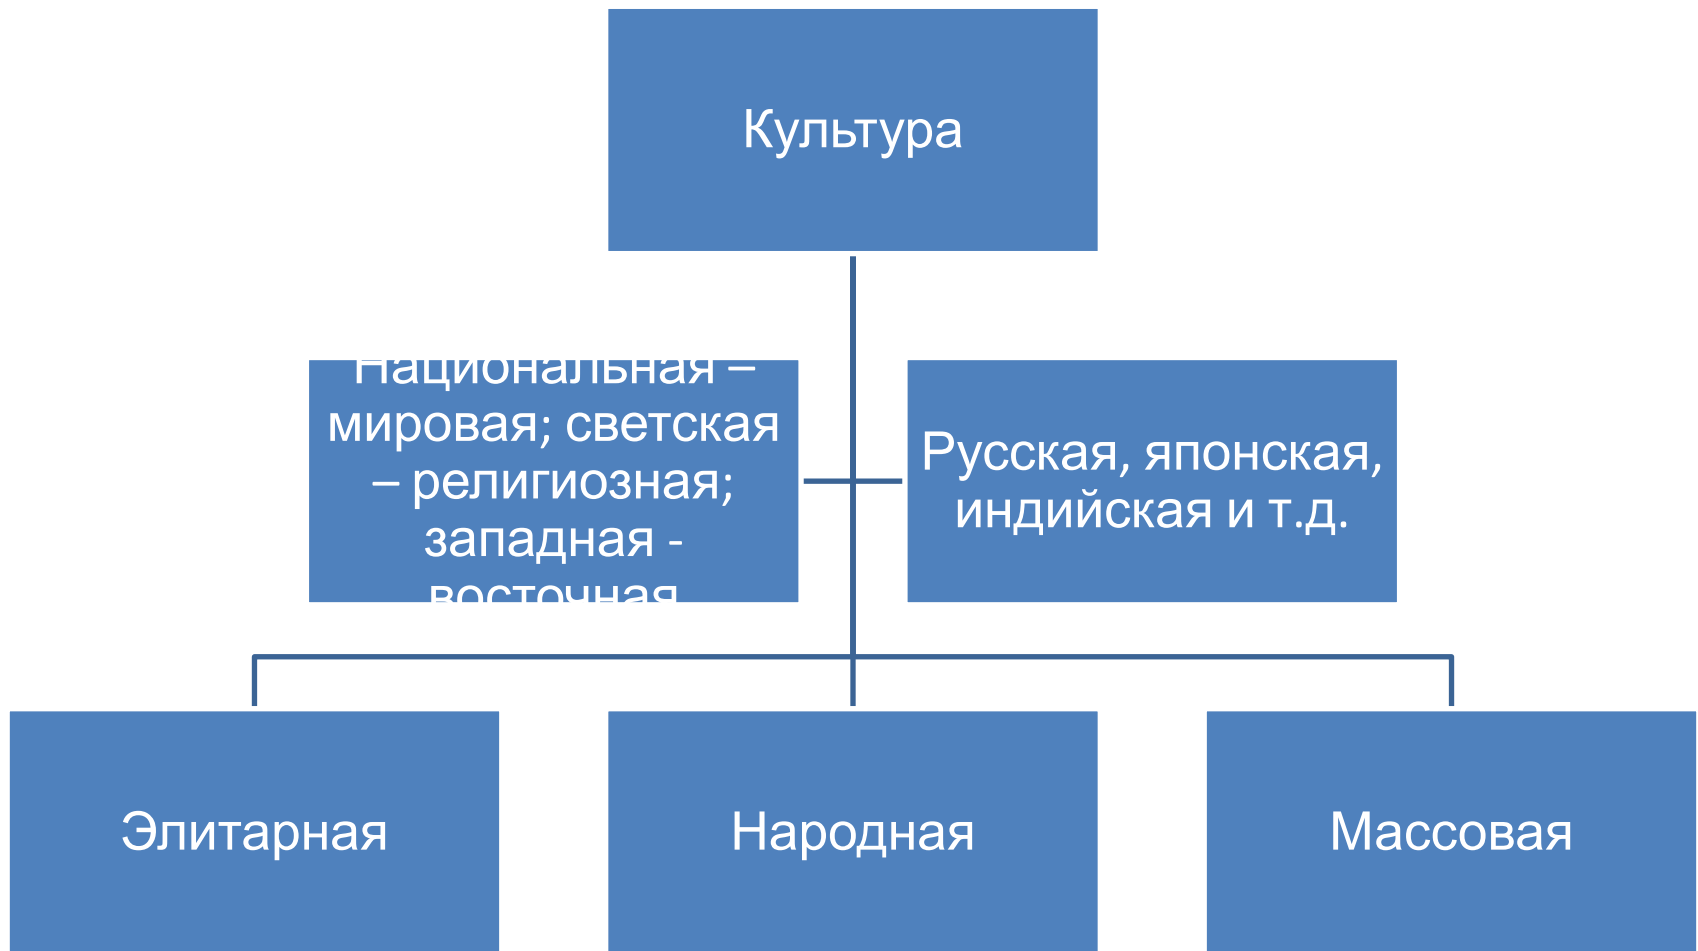 Культура
Национальная –
мировая; светская
– религиозная;
западная -
восточная
Русская, японская,
индийская и т.д.
Элитарная
Народная
Массовая